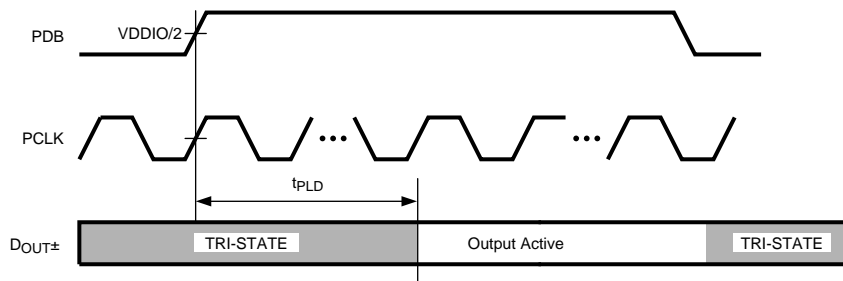 PDB
VDDIO/2
PCLK
tPLD
DOUT±
TRI-STATE
Output Active
TRI-STATE